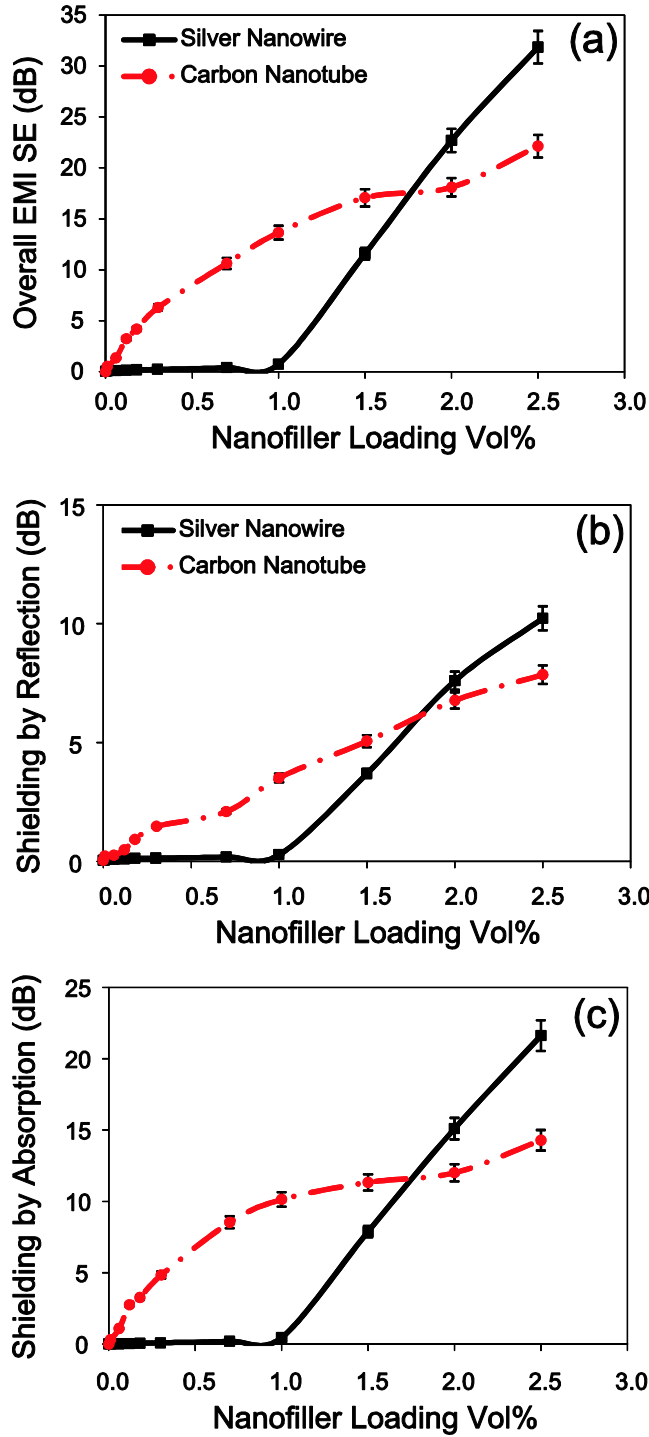 (a)
Silver Nanowire
Carbon Nanotube
Overall EMI SE (dB)
35
30
25
20
15
10
5
0
0.0 0.5 1.0 1.5 2.0 2.5 3.0
Nanofiller Loading Vol%
(b)
Silver Nanowire
Carbon Nanotube
Shielding by Reflection (dB)
15
10
5
0
0.0 0.5 1.0 1.5 2.0 2.5 3.0
Nanofiller Loading Vol%
(c)
Shielding by Absorption (dB)
25
20
15
10
5
0
0.0 0.5 1.0 1.5 2.0 2.5 3.0
Nanofiller Loading Vol%